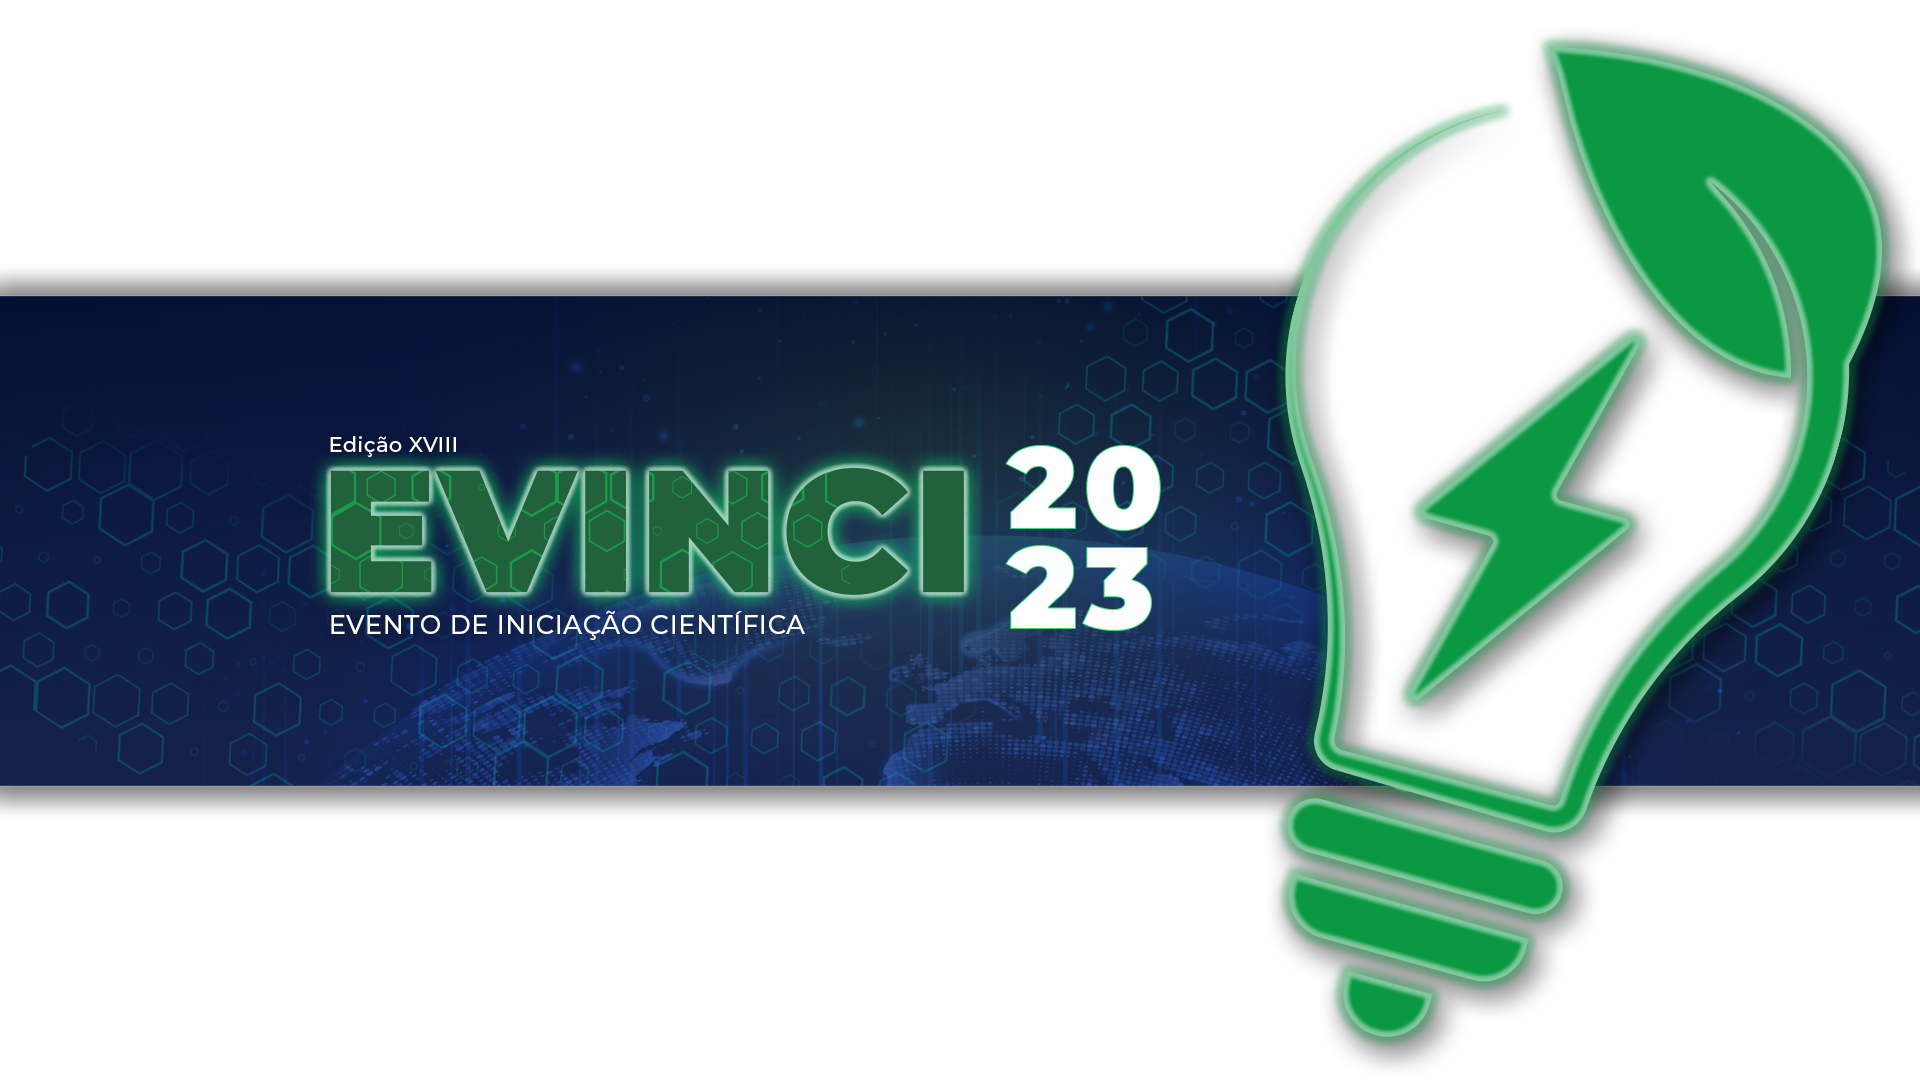 Edição XVIII
EVINCI
EVENTO DE INICIAÇÃO CIENTÍFICA
20
23